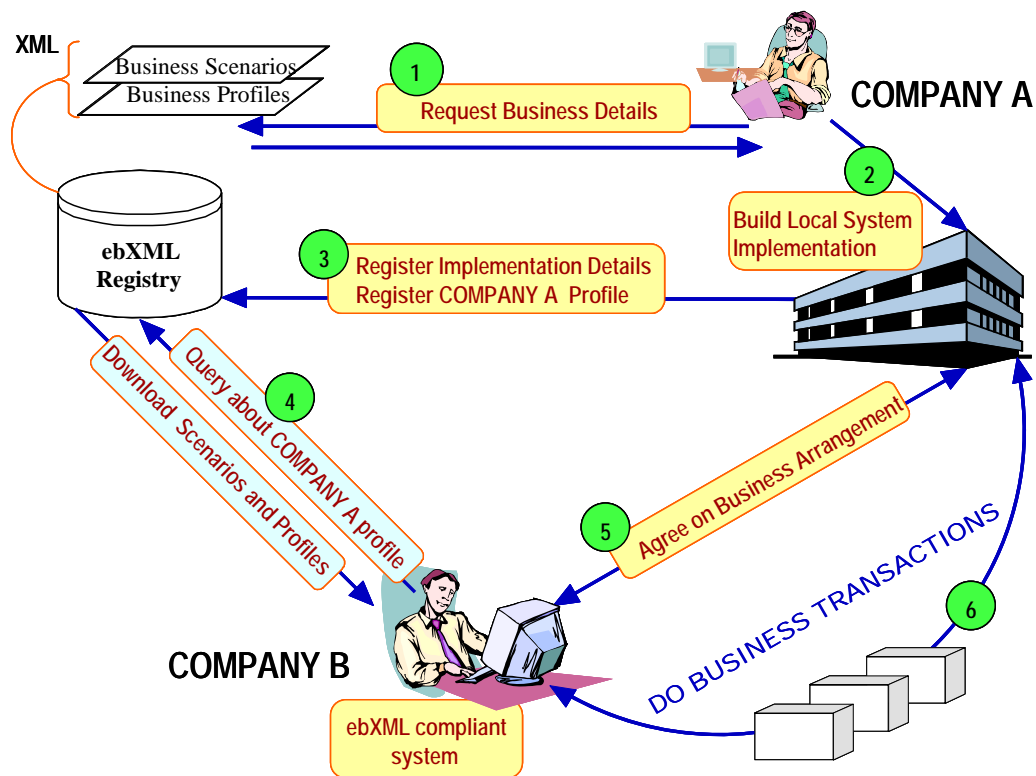 XML
Business Scenarios
Business Profiles
1
Request Business Details
COMPANY A
2
Build Local System
Implementation
ebXML
Registry
3
Register Implementation Details
Register COMPANY A Profile
4
Query about COMPANY A profile
Download Scenarios and Profiles
5
Agree on Business Arrangement
DO BUSINESS TRANSACTIONS
6
COMPANY B
ebXML compliant
system